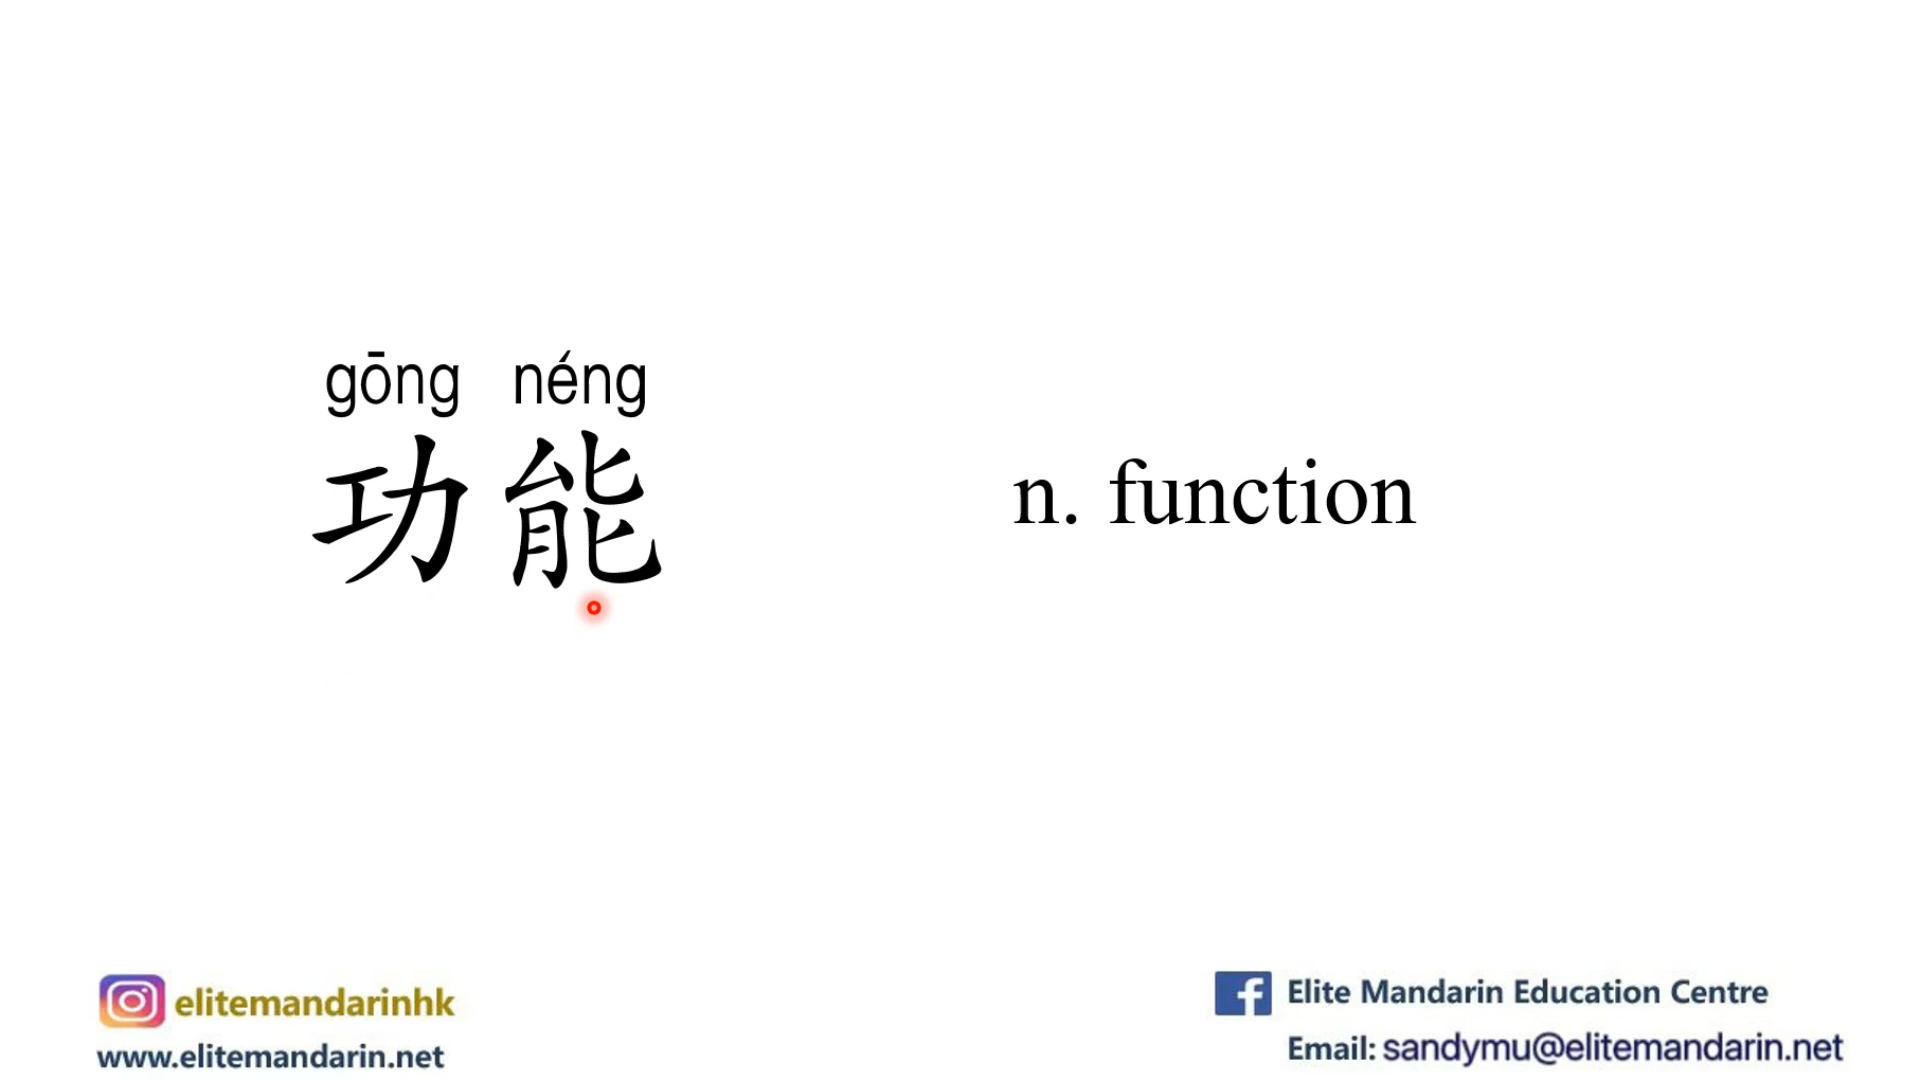 gōng néng
功能
n. function
elitemandarinhk
www.elitemandarin.net
Elite Mandarin Education Centre
Email: sandymu@elitemandarin.net